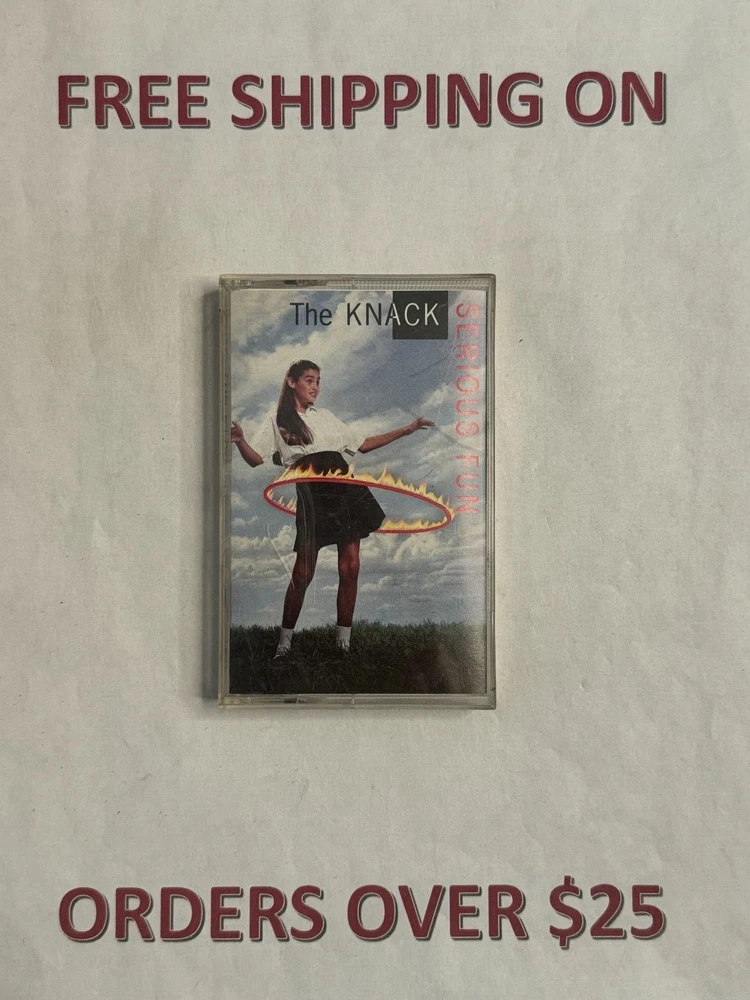 FREE SHIPPING ON
The KNACK
SERIOUS FUN
ORDERS OVER $25